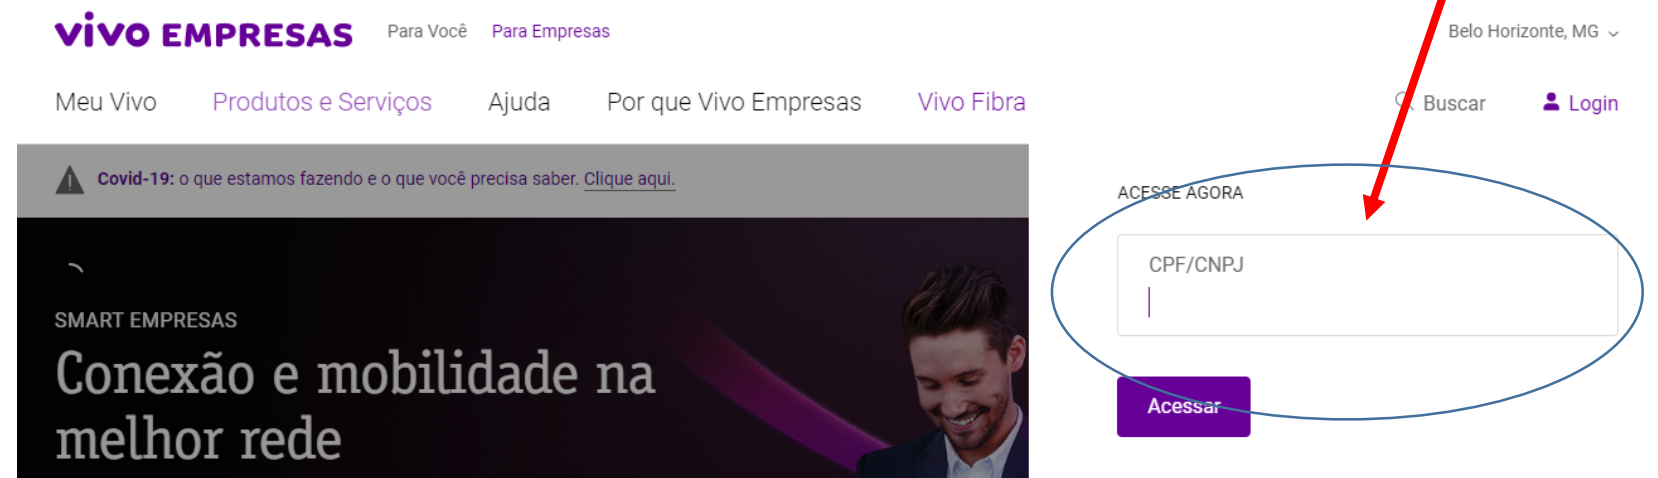 vivo EMPRESAS Para Você Para Empresas Belo Horizonte, MG
Meu Vivo Produtos e Serviços Ajuda Por que Vivo Empresas Vivo Fibra Buscar Login
Covid-19: o que estamos fazendo e o que você precisa saber. Clique aqui.
SMART EMPRESAS
Conexão e mobilidade na
melhor rede
ACESSE AGORA
CPF/CNPJ
Acessar